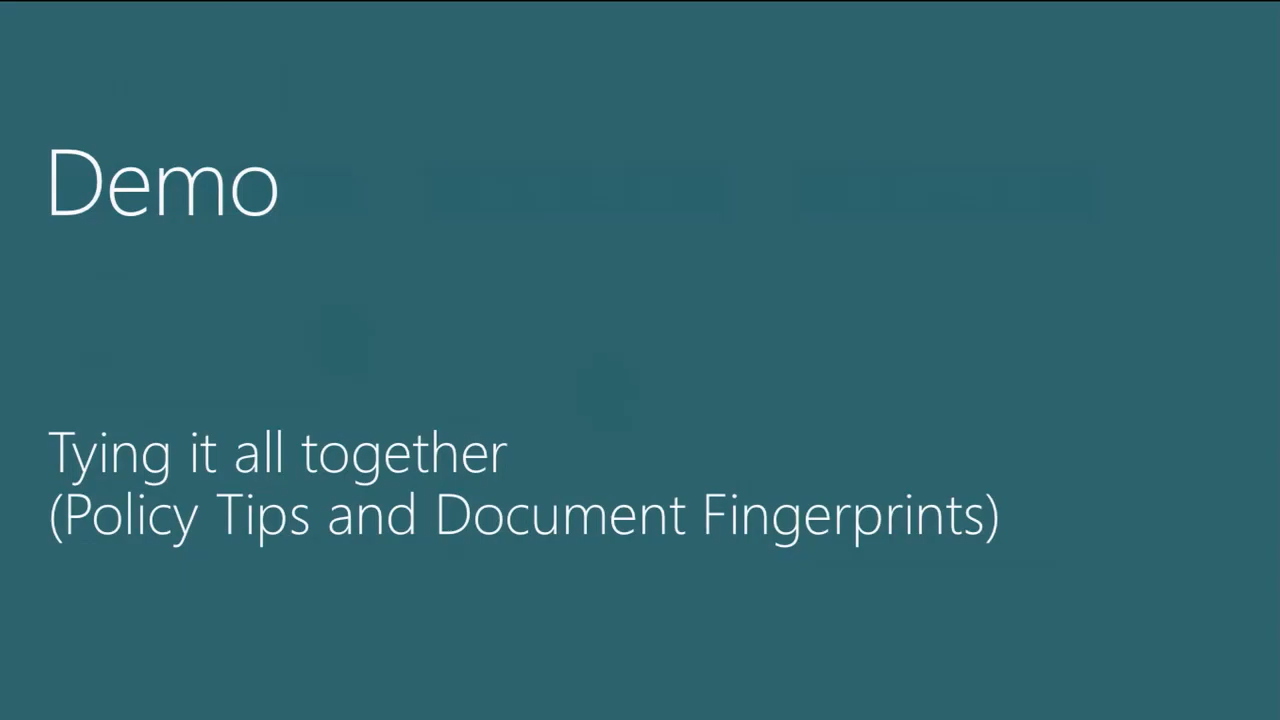 Demo
Tying it all together
(Policy Tips and Document Fingerprints)